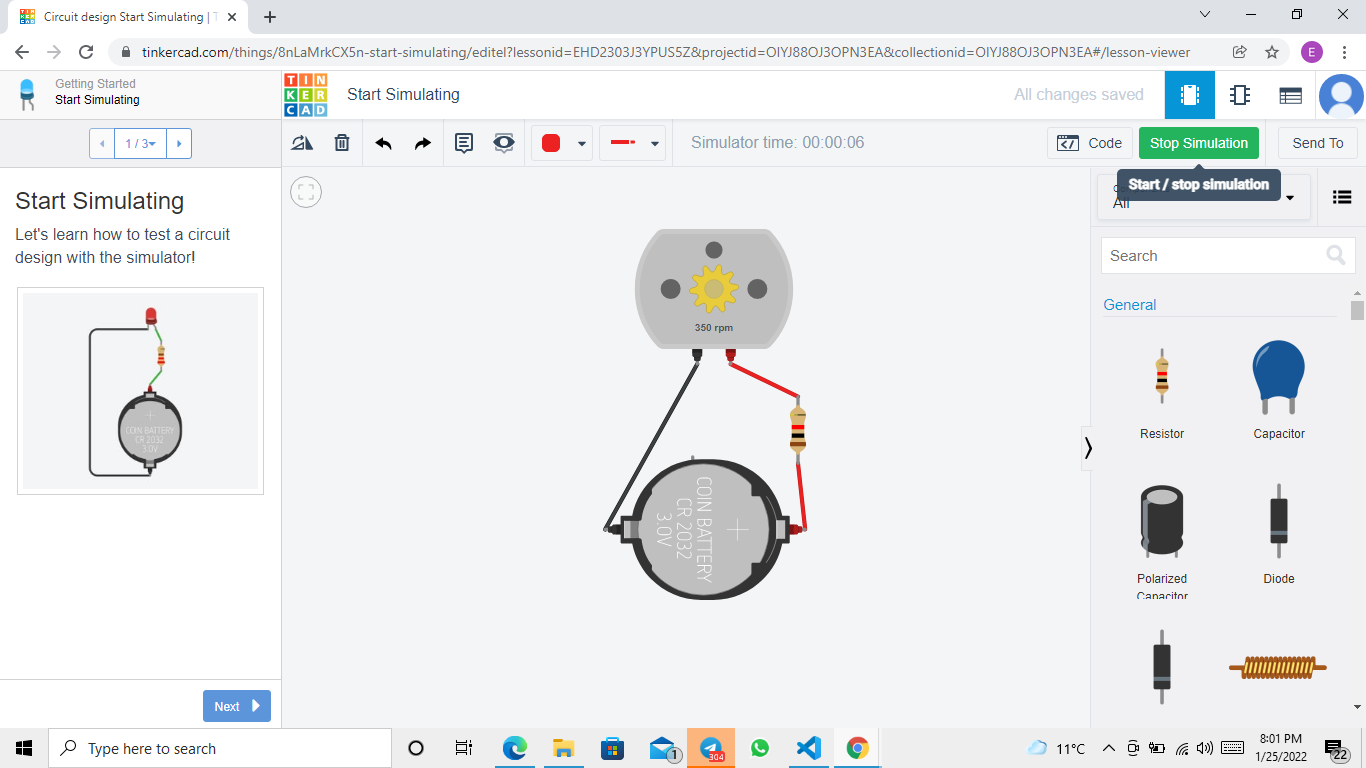 Circuit design Start Simulating | T
tinkercad.com/things/8nLaMrkCX5n-start-simulating/editel?lessonid=EHD2303J3YPUS5Z&projectid=OIYJ88OJ3OPN3EA&collectionid=OIYJ88OJ3OPN3EA#/lesson-viewer
E
Getting Started
Start Simulating
TIN
KER
CAD
Start Simulating
All changes saved
1 / 3
Simulator time: 00:00:06
Code
Stop Simulation
Send To
Start / stop simulation
All
Start Simulating
Let's learn how to test a circuit
design with the simulator!
COIN BATTERY
CR 2032
3.0V
350 rpm
COIN BATTERY
CR 2032
3.0V
Search
General
Resistor
Capacitor
Polarized
Capacitor
Diode
Next
Type here to search
1
304
11°C
8:01 PM
1/25/2022
22